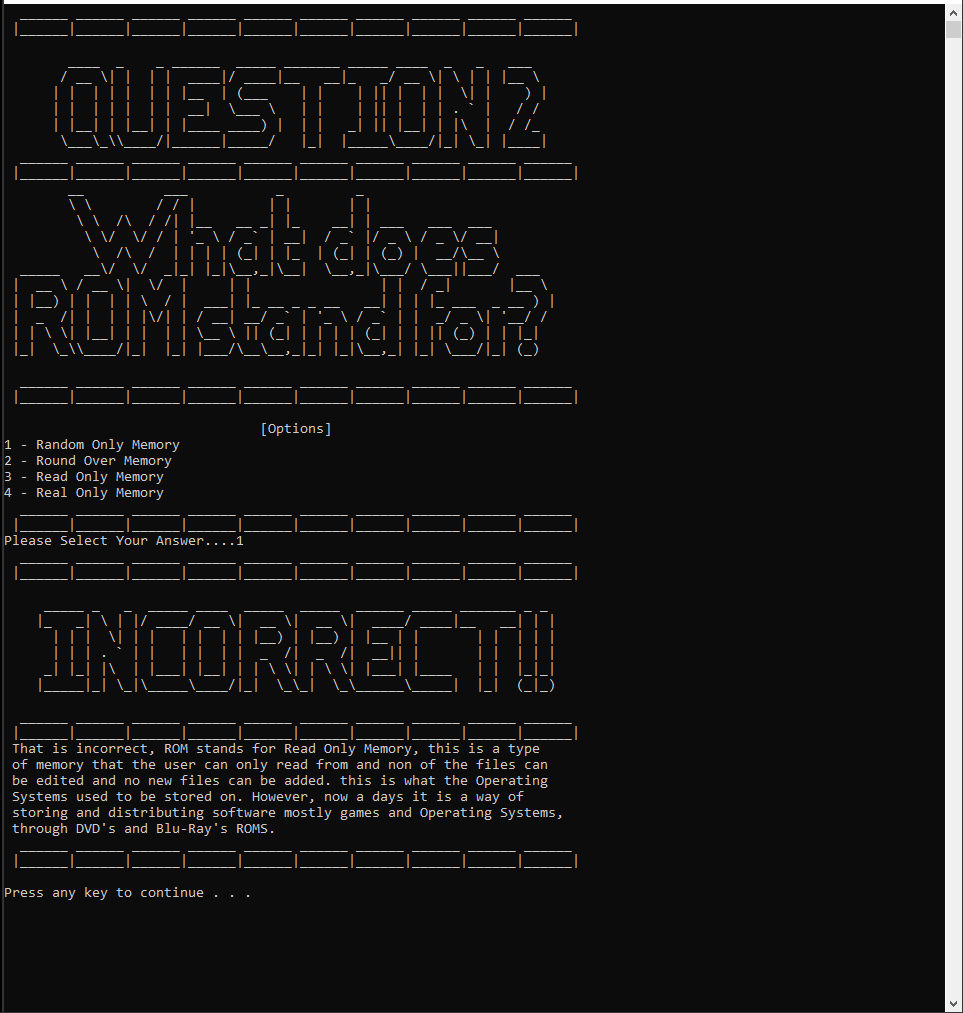 QUESTION 2
What does
ROM stand for?
[Options]
1 - Random Only Memory
2 - Round Over Memory
3 - Read Only Memory
4 - Real Only Memory
Please Select Your Answer....1
INCORRECT!!
That is incorrect, ROM stands for Read Only Memory, this is a type
of memory that the user can only read from and non of the files can
be edited and no new files can be added. this is what the Operating
Systems used to be stored on. However, now a days it is a way of
storing and distributing software mostly games and Operating Systems,
through DVD's and Blu-Ray's ROMS.
Press any key to continue . . .